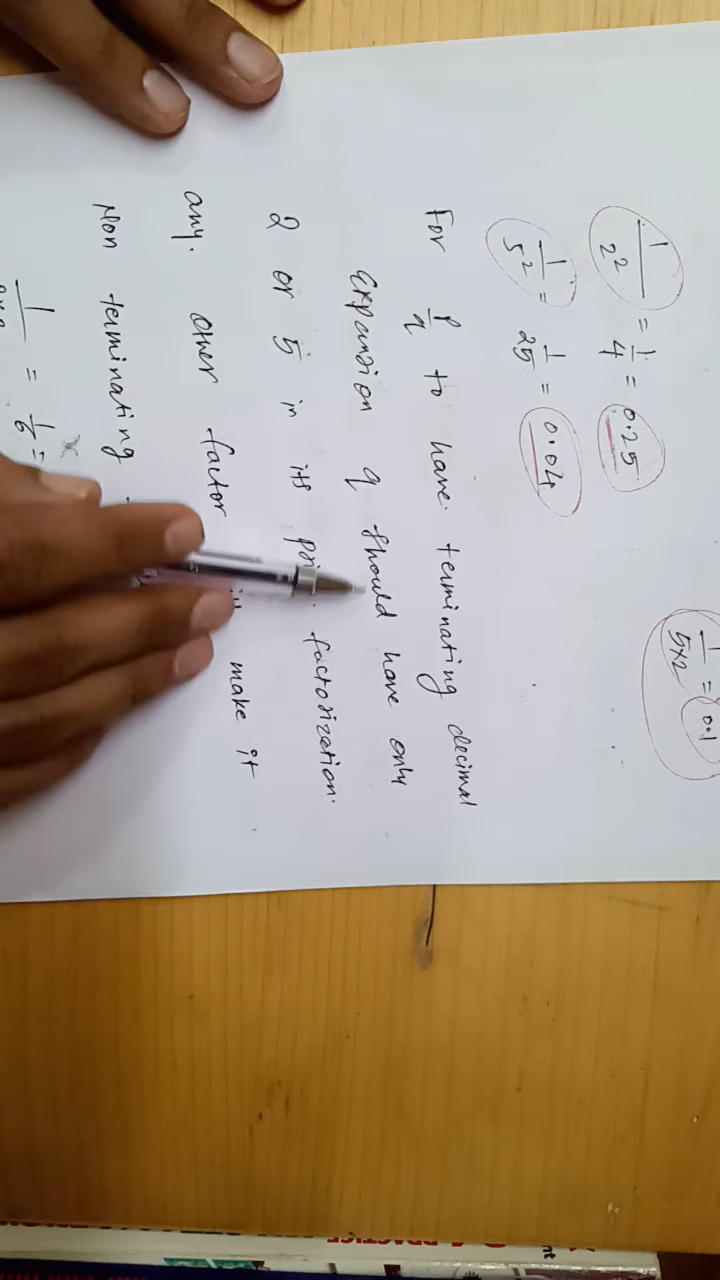 1/2² = 1/4 = 0.25
1/5² = 1/25 = 0.04
1/5×2 = 0.1
For p/q to have terminating decimal
expansion q should have only
2 or 5 in its factorization.
any. other factor make it
Non terminating
1/ = 1/6 =